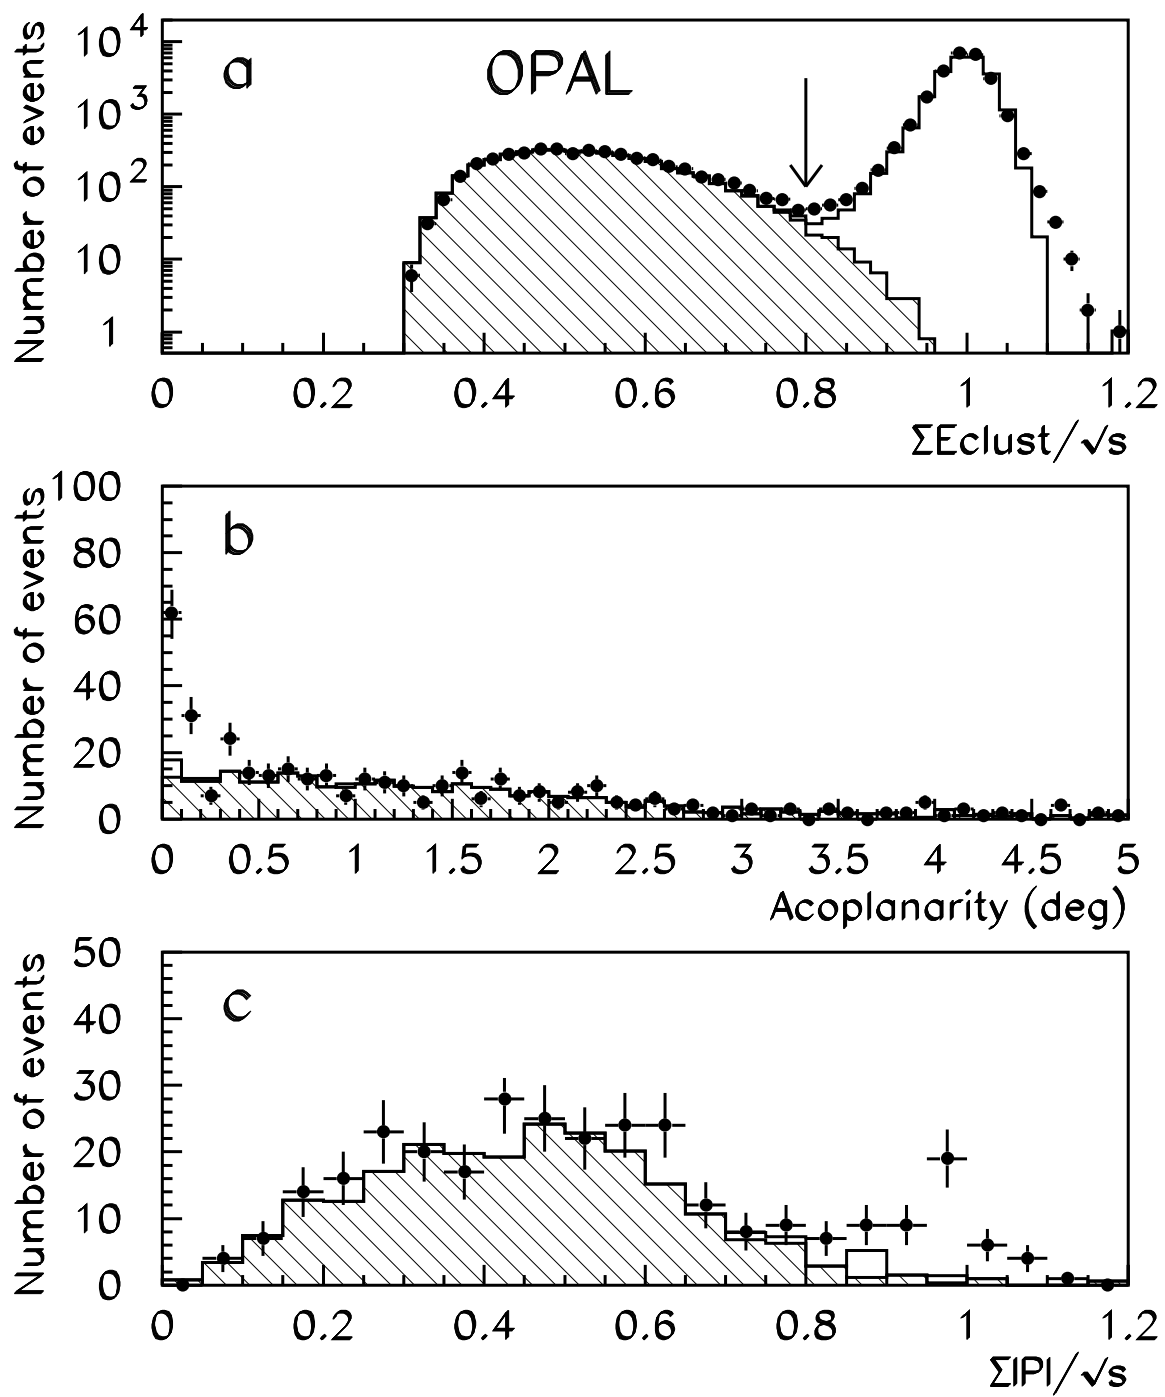 Number of events
10^4
10^3
10^2
10
1
a
OPAL
0 0.2 0.4 0.6 0.8 1 1.2
ΣEclust/√s
Number of events
100
80
60
40
20
0
b
0 0.5 1 1.5 2 2.5 3 3.5 4 4.5 5
Acoplanarity (deg)
Number of events
50
40
30
20
10
0
c
0 0.2 0.4 0.6 0.8 1 1.2
Σ|P|/√s